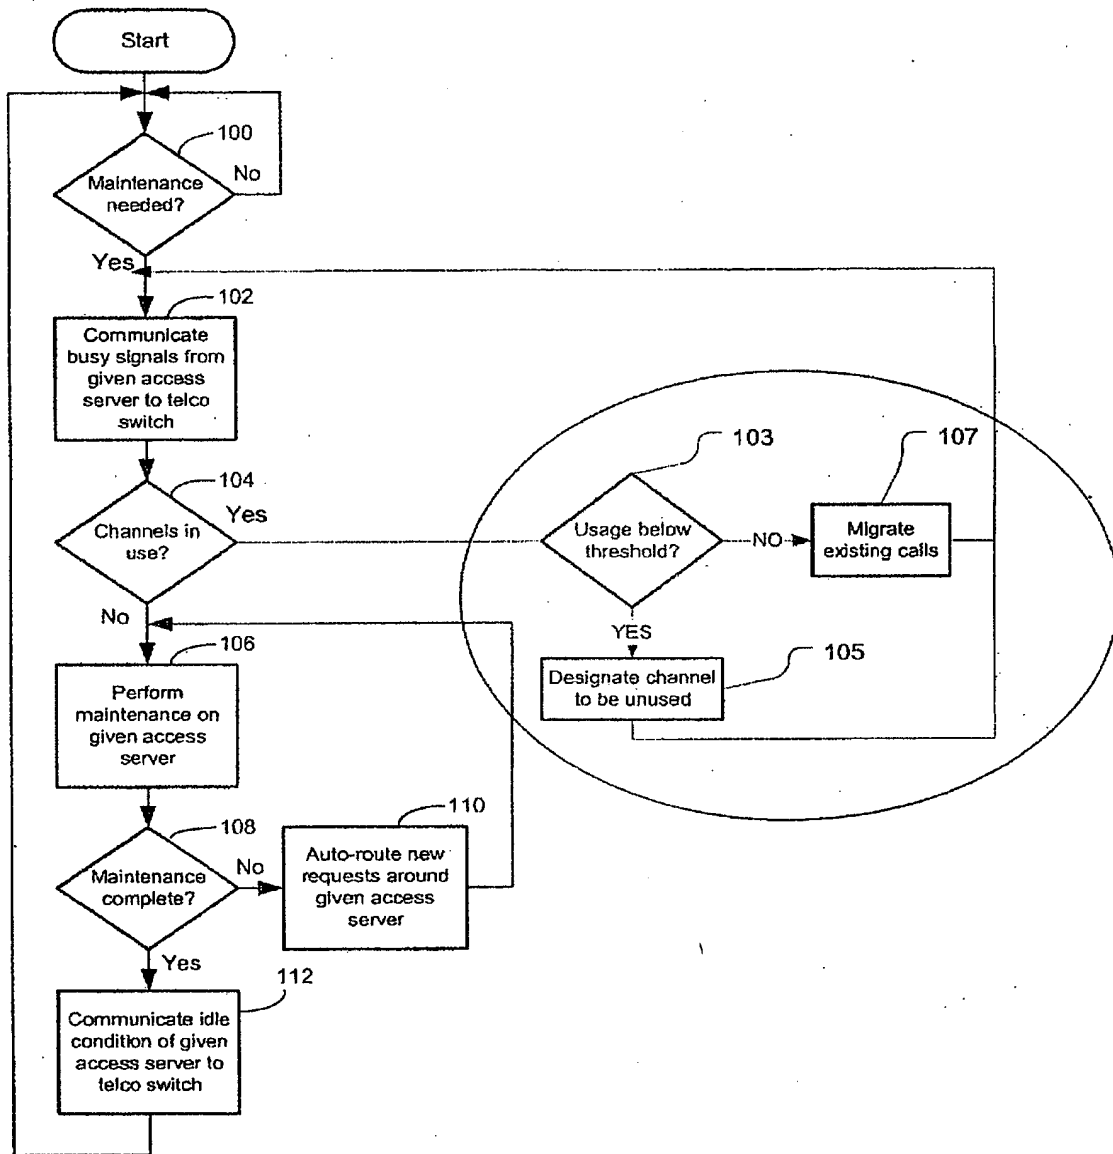 Start
100
Maintenance
needed?
No
Yes
102
Communicate
busy signals from
given access
server to telco
switch
104
Channels in
use?
Yes
103
Usage below
threshold?
NO
107
Migrate
existing calls
YES
105
Designate channel
to be unused
No
106
Perform
maintenance on
given access
server
108
Maintenance
complete?
No
110
Auto-route new
requests around
given access
server
Yes
112
Communicate idle
condition of given
access server to
telco switch